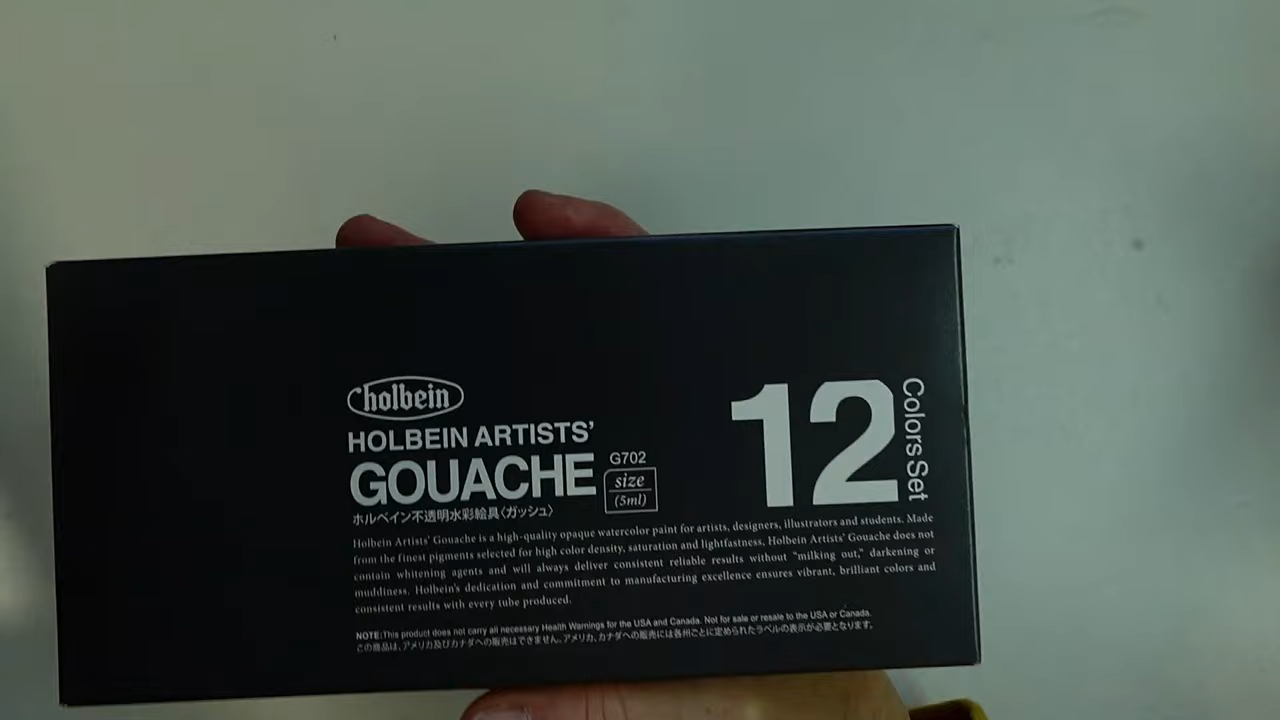 holbein
HOLBEIN ARTISTS'
GOUACHE
G702
size
(5ml)
12
Colors Set
ホルベイン不透明水彩絵具〈ガッシュ〉
Holbein Artists' Gouache is a high-quality opaque watercolor paint for artists, designers, illustrators and students. Made
from the finest pigments selected for high color density, saturation and lightfastness, Holbein Artists' Gouache does not
contain whitening agents and will always deliver consistent reliable results without "milking out," darkening or
muddiness. Holbein's dedication and commitment to manufacturing excellence ensures vibrant, brilliant colors and
consistent results with every tube produced.
NOTE:This product does not carry all necessary Health Warnings for the USA and Canada. Not for sale or resale to the USA or Canada.
この商品は、アメリカ及びカナダへの販売はできません。アメリカ、カナダへの販売には各州ごとに定められたラベルの表示が必要となります。